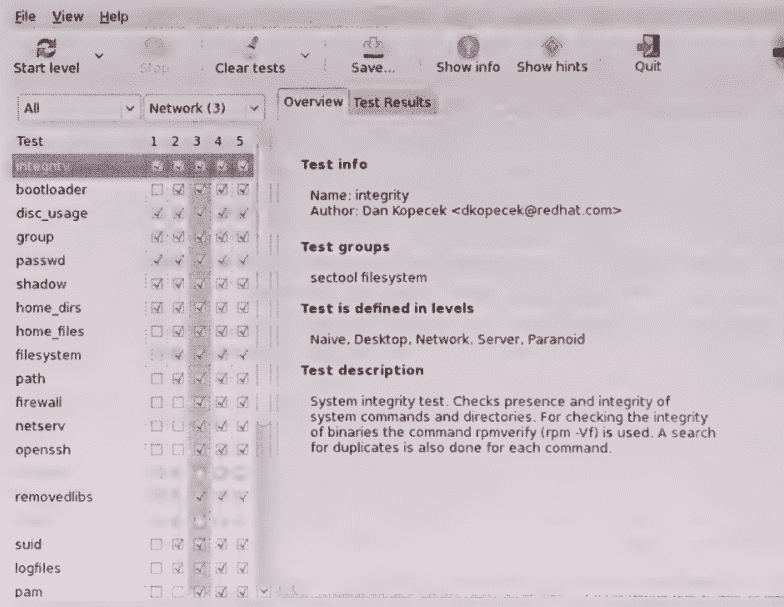 File View Help
Start level Stop Clear tests Save... Show info Show hints Quit
All Network (3) Overview Test Results
Test 1 2 3 4 5
integrity
bootloader
disc_usage
group
passwd
shadow
home_dirs
home_files
filesystem
path
firewall
netserv
openssh
removedlibs
suid
logfiles
pam
Test info
Name: integrity
Author: Dan Kopecek <dkopecek@redhat.com>
Test groups
sectool filesystem
Test is defined in levels
Naive, Desktop, Network, Server, Paranoid
Test description
System integrity test. Checks presence and integrity of
system commands and directories. For checking the integrity
of binaries the command rpmverify (rpm -Vf) is used. A search
for duplicates is also done for each command.